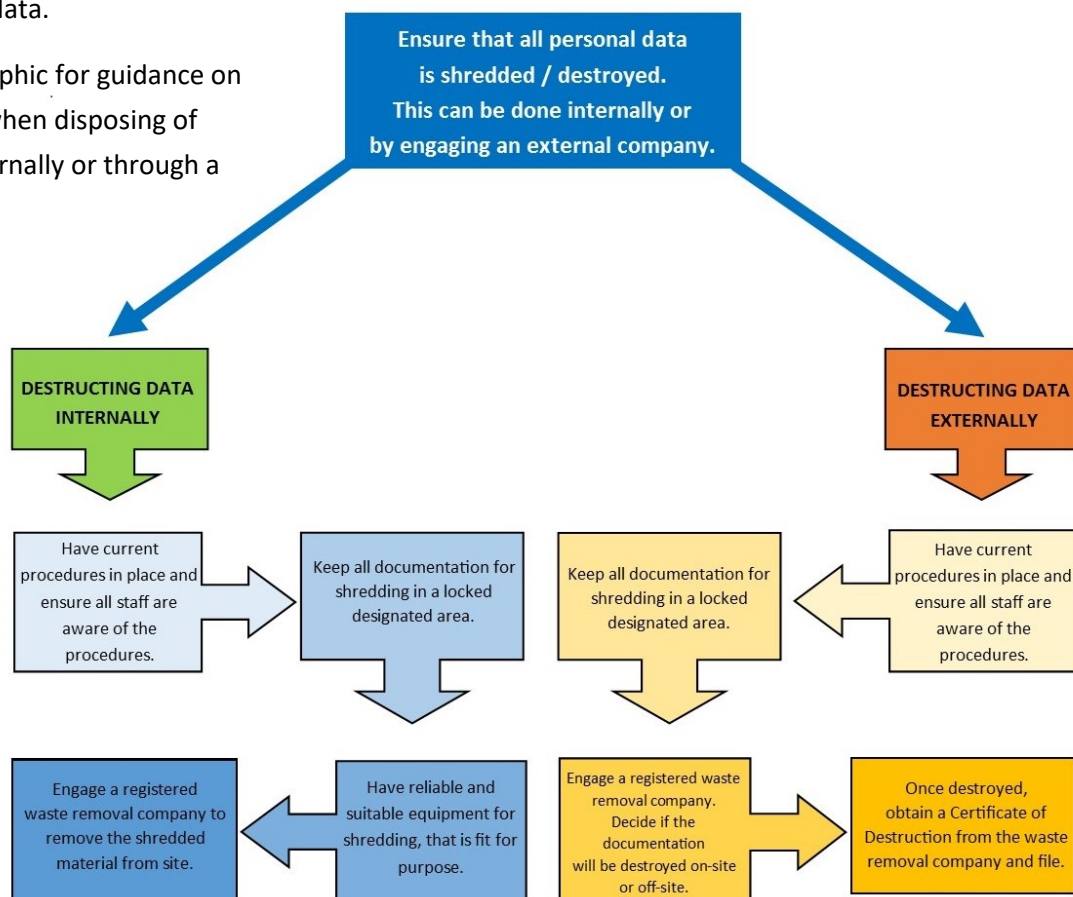 data.
phic for guidance on
when disposing of
ernally or through a
Ensure that all personal data
is shredded / destroyed.
This can be done internally or
by engaging an external company.
DESTRUCTING DATA
INTERNALLY
DESTRUCTING DATA
EXTERNALLY
Have current
procedures in place and
ensure all staff are
aware of the
procedures.
Keep all documentation for
shredding in a locked
designated area.
Keep all documentation for
shredding in a locked
designated area.
Have current
procedures in place and
ensure all staff are
aware of the
procedures.
Engage a registered
waste removal company to
remove the shredded
material from site.
Have reliable and
suitable equipment for
shredding, that is fit for
purpose.
Engage a registered waste
removal company.
Decide if the
documentation
will be destroyed on-site
or off-site.
Once destroyed,
obtain a Certificate of
Destruction from the waste
removal company and file.